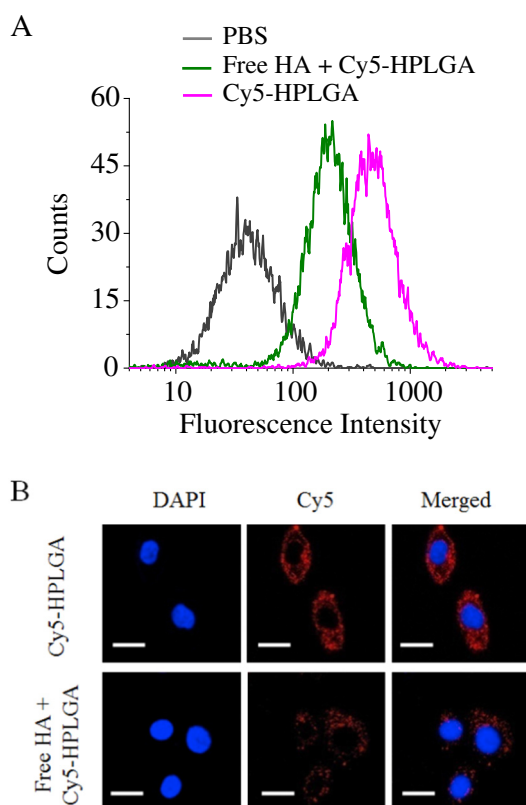 A
PBS
Free HA + Cy5-HPLGA
Cy5-HPLGA
60
45
30
15
0
Counts
10 100 1000
Fluorescence Intensity
B
DAPI Cy5 Merged
Cy5-HPLGA
Free HA +
Cy5-HPLGA